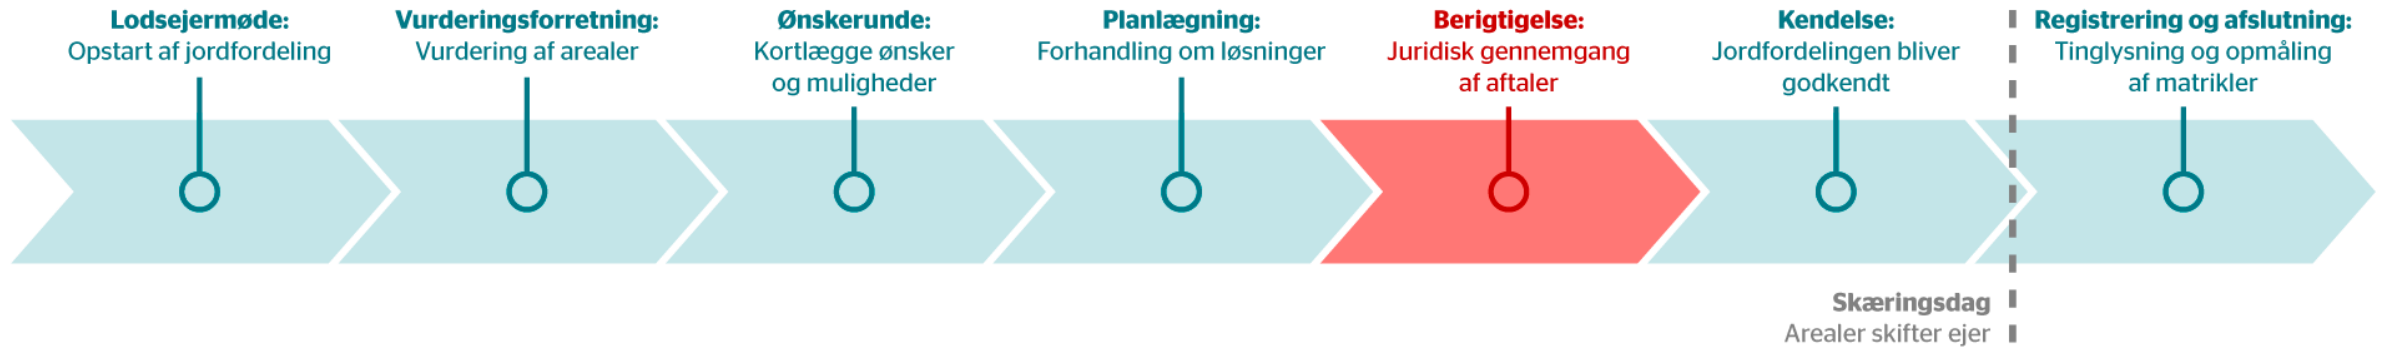 Lodsejermøde:
Opstart af jordfordeling
Vurderingsforretning:
Vurdering af arealer
Ønskerunde:
Kortlægge ønsker
og muligheder
Planlægning:
Forhandling om løsninger
Berigtigelse:
Juridisk gennemgang
af aftaler
Kendelse:
Jordfordelingen bliver
godkendt
Registrering og afslutning:
Tinglysning og opmåling
af matrikler
Skæringsdag
Arealer skifter ejer